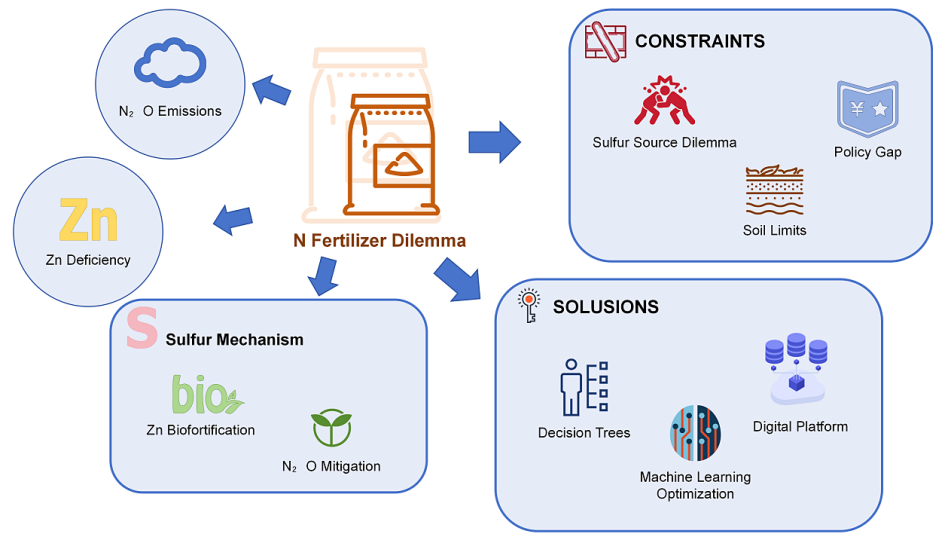 N₂ O Emissions
Zn
Zn Deficiency
N Fertilizer Dilemma
CONSTRAINTS
Sulfur Source Dilemma
¥
Policy Gap
Soil Limits
S
Sulfur Mechanism
bio
Zn Biofortification
N₂ O Mitigation
SOLUSIONS
Decision Trees
Digital Platform
Machine Learning
Optimization